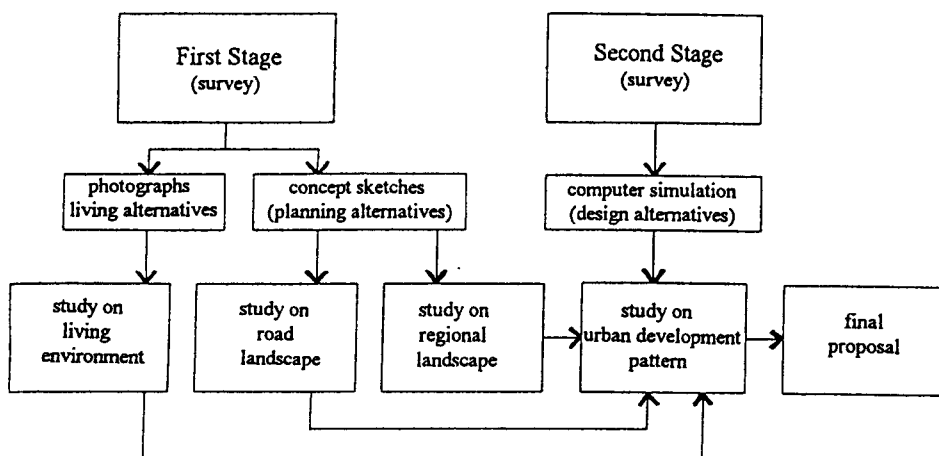 First Stage
(survey)
Second Stage
(survey)
photographs
living alternatives
concept sketches
(planning alternatives)
computer simulation
(design alternatives)
study on
living
environment
study on
road
landscape
study on
regional
landscape
study on
urban development
pattern
final
proposal